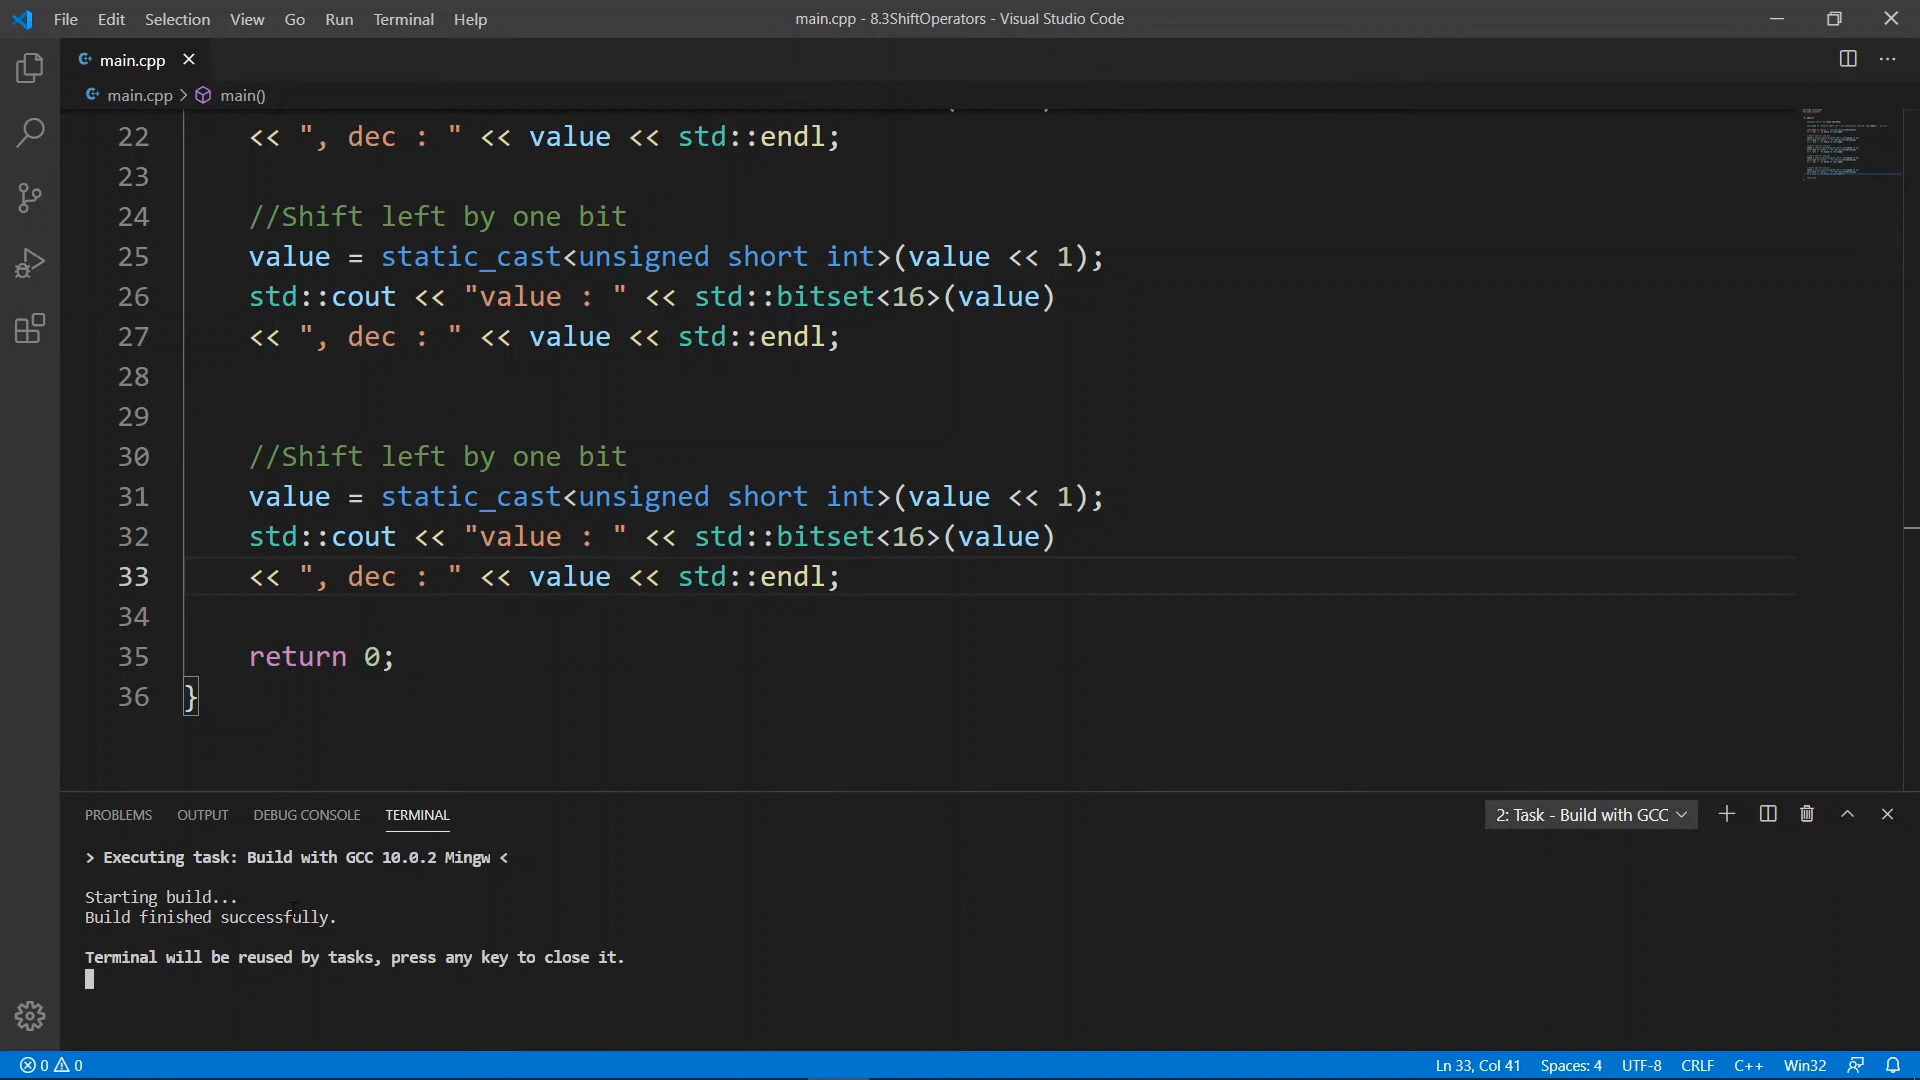 File Edit Selection View Go Run Terminal Help
main.cpp - 8.3ShiftOperators - Visual Studio Code
main.cpp
main.cpp > main()
22 << ", dec : " << value << std::endl;
23
24 //Shift left by one bit
25 value = static_cast<unsigned short int>(value << 1);
26 std::cout << "value : " << std::bitset<16>(value)
27 << ", dec : " << value << std::endl;
28
29
30 //Shift left by one bit
31 value = static_cast<unsigned short int>(value << 1);
32 std::cout << "value : " << std::bitset<16>(value)
33 << ", dec : " << value << std::endl;
34
35 return 0;
36 }
PROBLEMS OUTPUT DEBUG CONSOLE TERMINAL
2: Task - Build with GCC
> Executing task: Build with GCC 10.0.2 Mingw <
Starting build...
Build finished successfully.
Terminal will be reused by tasks, press any key to close it.
0 0
Ln 33, Col 41 Spaces: 4 UTF-8 CRLF C++ Win32